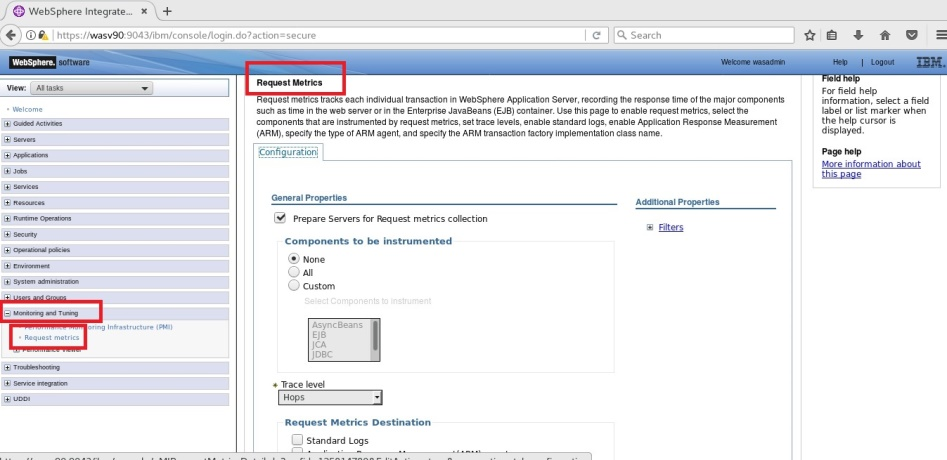 WebSphere Integrate...
https://wasv90:9043/ibm/console/login.do?action=secure
Search
WebSphere. software
Welcome wasadmin
Help | Logout
IBM.
View: All tasks
Welcome
Guided Activities
Servers
Applications
Jobs
Services
Resources
Runtime Operations
Security
Operational policies
Environment
System administration
Users and Groups
Monitoring and Tuning
Performance Monitoring Infrastructure (PMI)
Request metrics
Performance Viewer
Troubleshooting
Service integration
UDDI
Request Metrics
Request metrics tracks each individual transaction in WebSphere Application Server, recording the response time of the major components
such as time in the web server or in the Enterprise JavaBeans (EJB) container. Use this page to enable request metrics, select the
components that are instrumented by request metrics, set trace levels, enable standard logs, enable Application Response Measurement
(ARM), specify the type of ARM agent, and specify the ARM transaction factory implementation class name.
Configuration
General Properties
Prepare Servers for Request metrics collection
Components to be instrumented
None
All
Custom
Select Components to instrument
AsyncBeans
EJB
JCA
JDBC
* Trace level
Hops
Request Metrics Destination
Standard Logs
Additional Properties
Filters
Field help
For field help
information, select a field
label or list marker when
the help cursor is
displayed.
Page help
More information about
this page